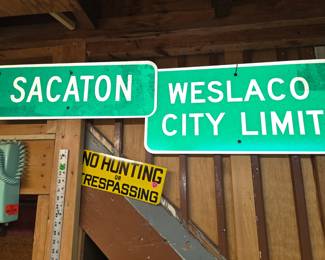 SACATON
WESLACO
CITY LIMIT
NO HUNTING
OR
TRESPASSING